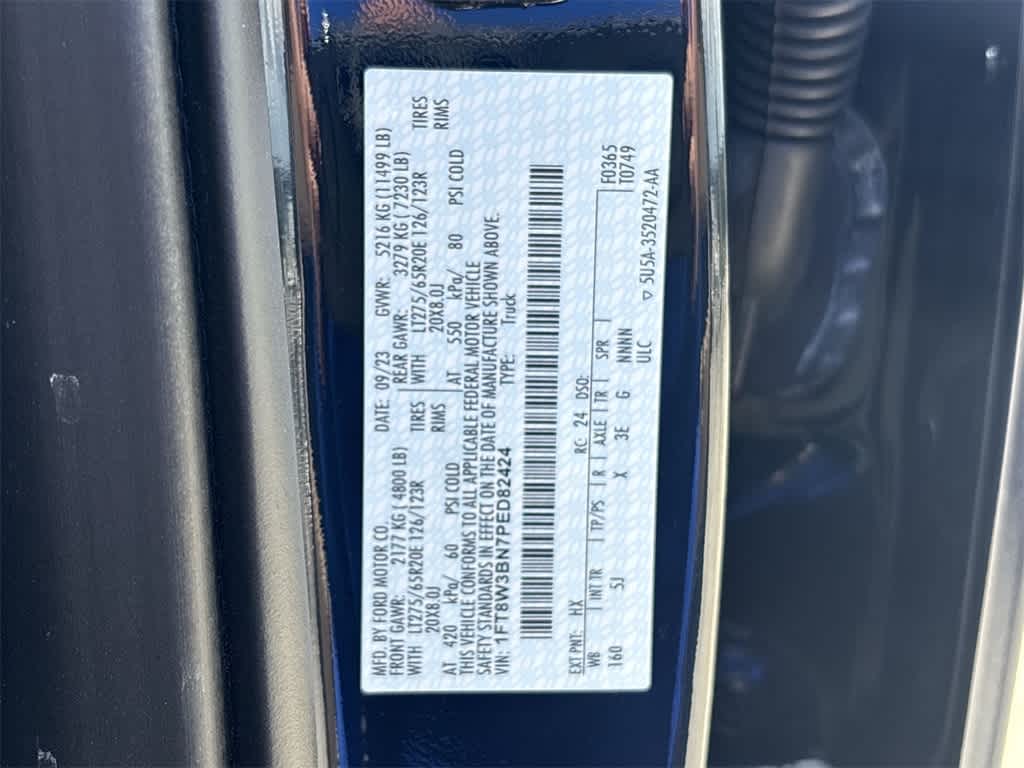 MFD. BY FORD MOTOR CO. DATE: 09/23 GVWR: 5216 KG (11499 LB)
FRONT GAWR: 2177 KG (4800 LB) REAR GAWR: 3279 KG (7230 LB)
WITH LT275/65R20E 126/123R TIRES WITH LT275/65R20E 126/123R TIRES
20X8.0J RIMS 20X8.0J RIMS
AT 420 kPa/ 60 PSI COLD AT 550 kPa/ 80 PSI COLD
THIS VEHICLE CONFORMS TO ALL APPLICABLE FEDERAL MOTOR VEHICLE
SAFETY STANDARDS IN EFFECT ON THE DATE OF MANUFACTURE SHOWN ABOVE.
VIN: 1FT8W3BN7PED82424 TYPE: Truck
EXT PNT: HX RC: 24 DSO: F0365
WB INT TR TP/PS R AXLE TR SPR T0749
160 5J X 3E G NNNN
ULC ▽ 5U5A-3520472-AA